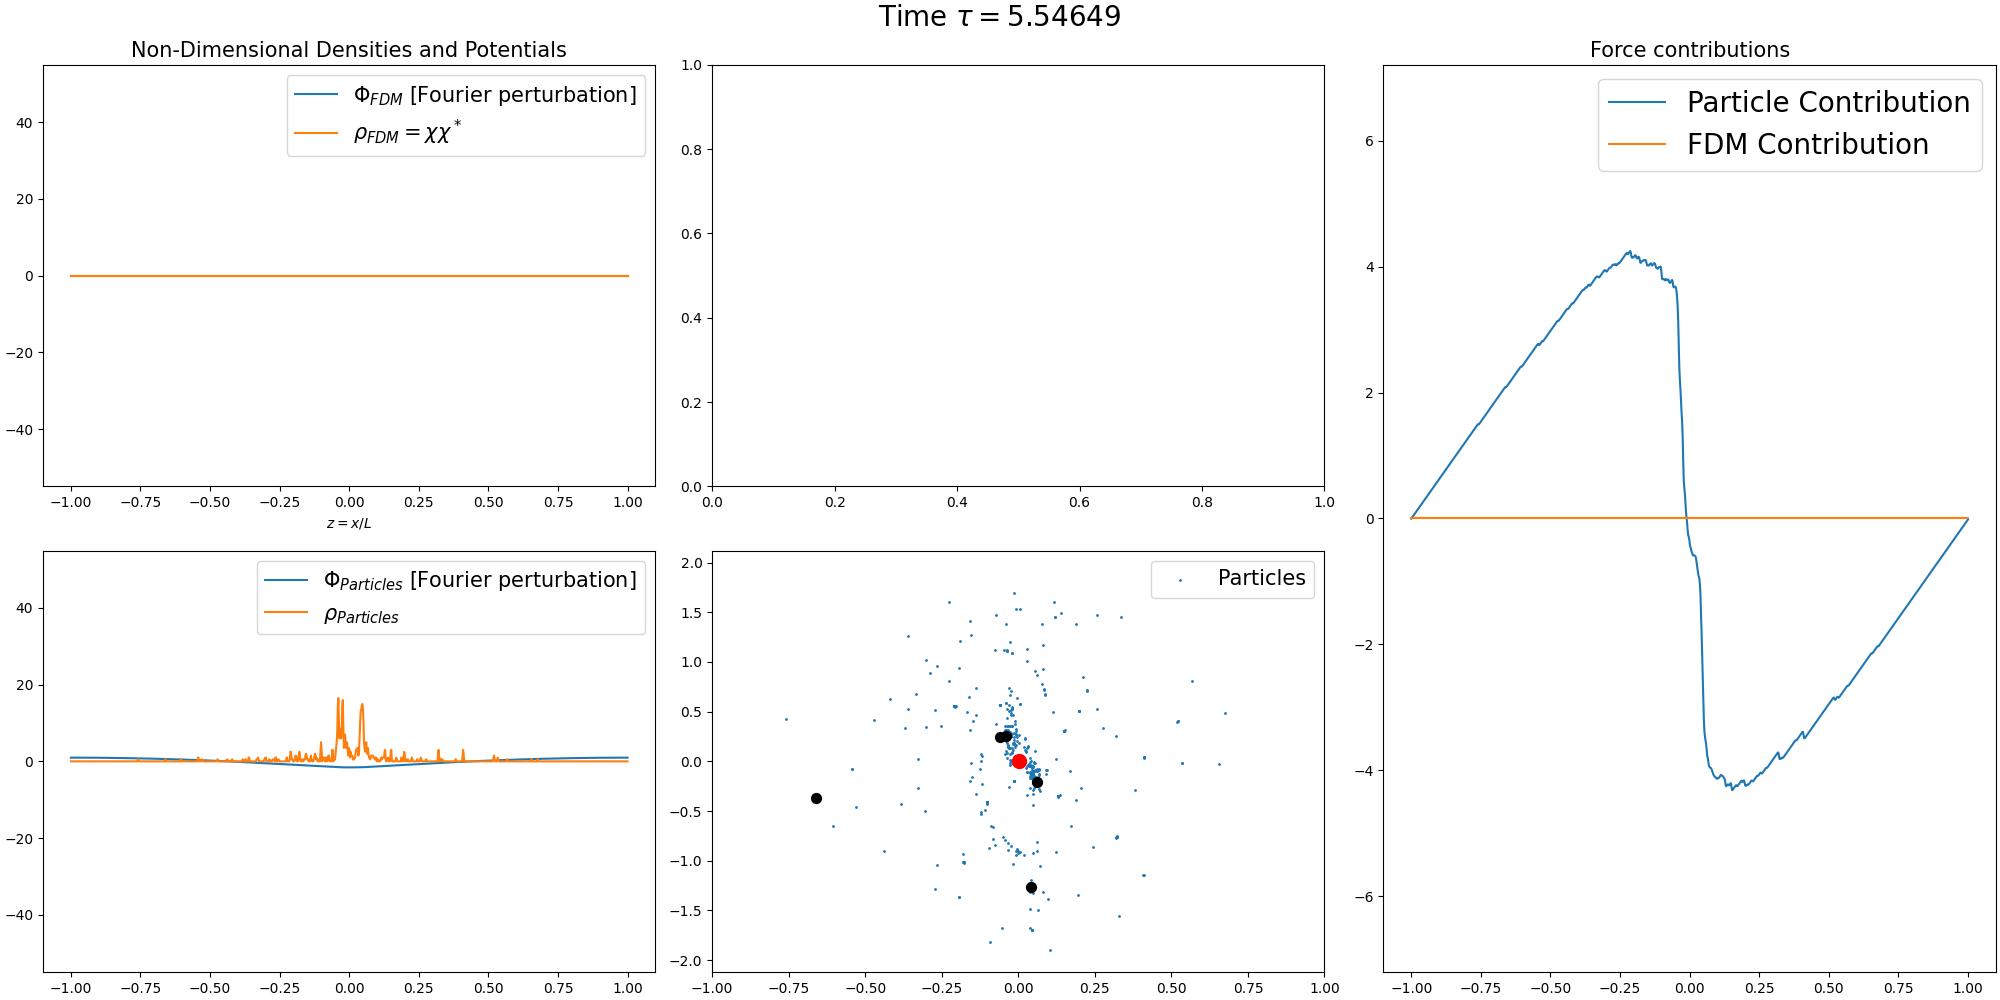 Time τ = 5.54649
Non-Dimensional Densities and Potentials
Φ_FDM [Fourier perturbation]
ρ_FDM = χχ*
40
20
0
−20
−40
−1.00 −0.75 −0.50 −0.25 0.00 0.25 0.50 0.75 1.00
z = x/L
1.0
0.8
0.6
0.4
0.2
0.0
0.0 0.2 0.4 0.6 0.8 1.0
Force contributions
Particle Contribution
FDM Contribution
6
4
2
0
−2
−4
−6
−1.00 −0.75 −0.50 −0.25 0.00 0.25 0.50 0.75 1.00
Φ_Particles [Fourier perturbation]
ρ_Particles
40
20
0
−20
−40
−1.00 −0.75 −0.50 −0.25 0.00 0.25 0.50 0.75 1.00
Particles
2.0
1.5
1.0
0.5
0.0
−0.5
−1.0
−1.5
−2.0
−1.00 −0.75 −0.50 −0.25 0.00 0.25 0.50 0.75 1.00